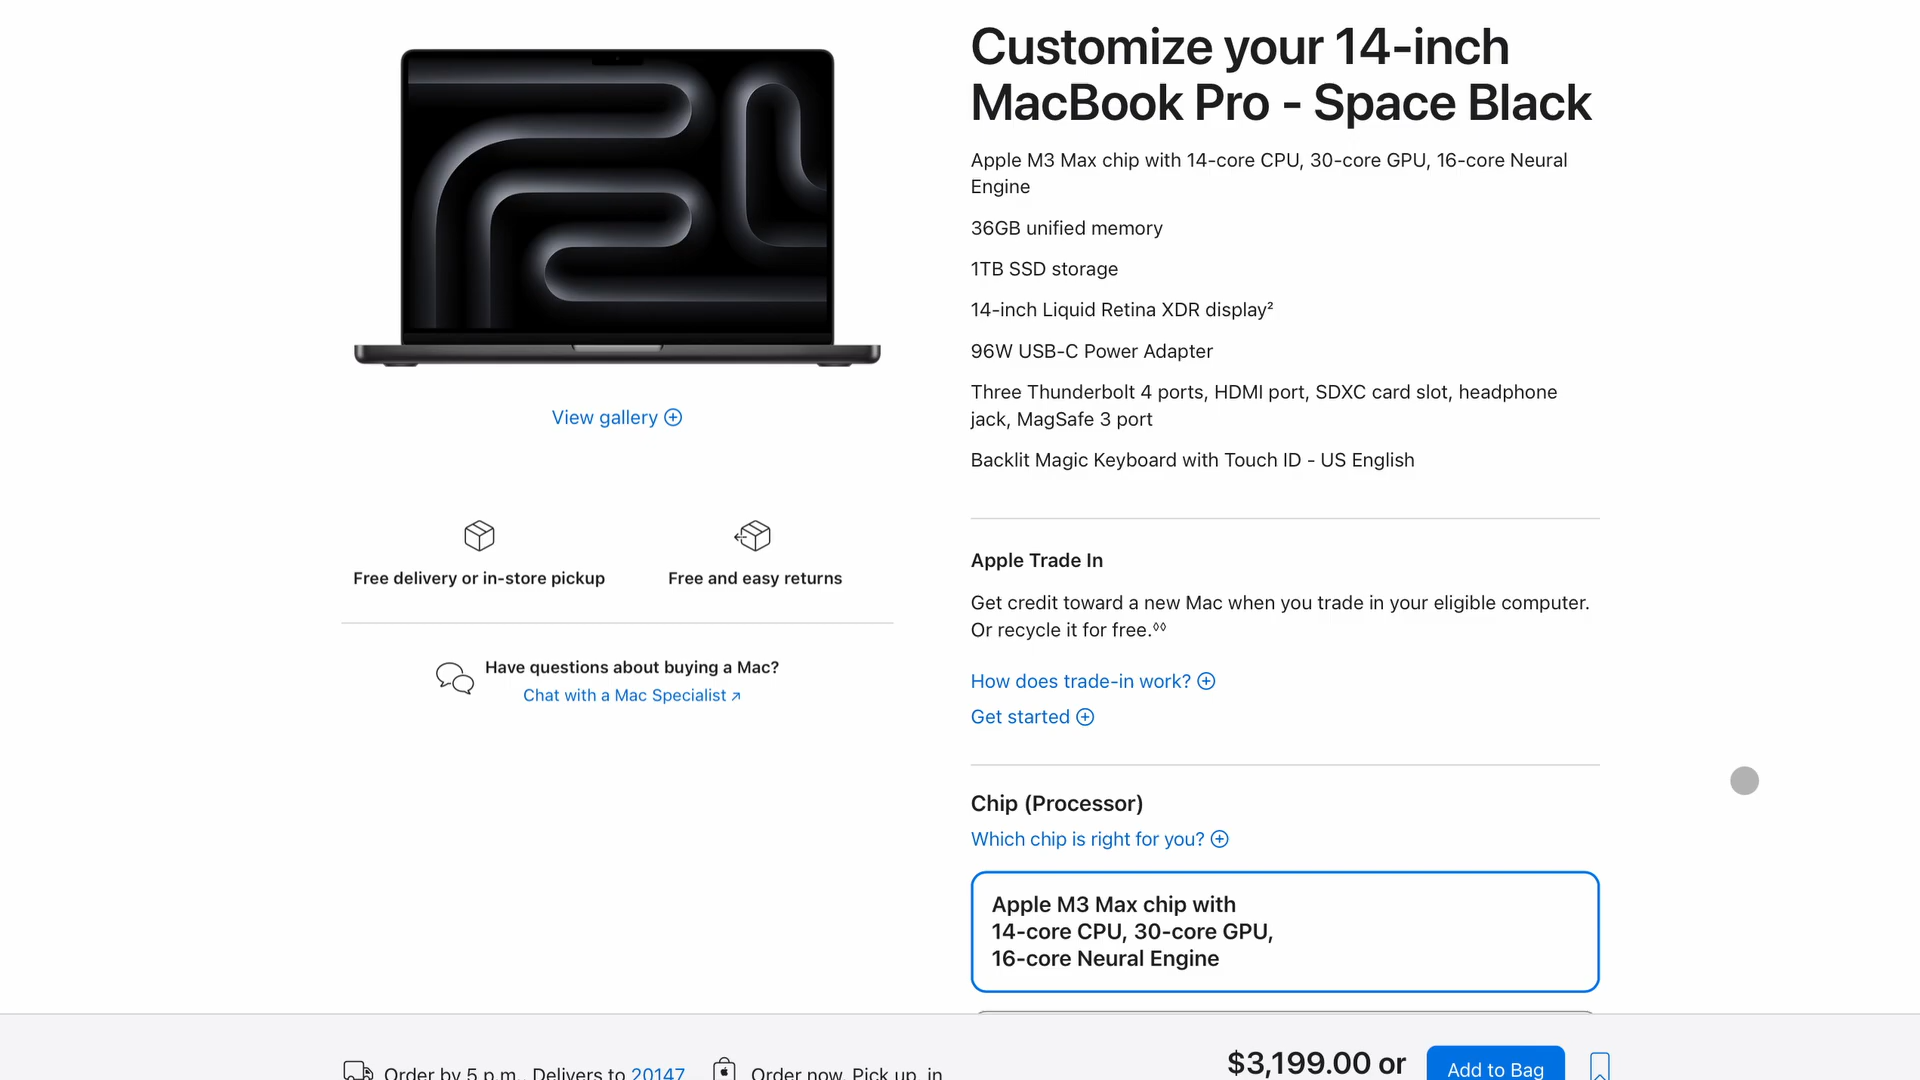 Customize your 14-inch
MacBook Pro - Space Black
Apple M3 Max chip with 14-core CPU, 30-core GPU, 16-core Neural
Engine
36GB unified memory
1TB SSD storage
14-inch Liquid Retina XDR display²
96W USB-C Power Adapter
Three Thunderbolt 4 ports, HDMI port, SDXC card slot, headphone
jack, MagSafe 3 port
Backlit Magic Keyboard with Touch ID - US English
View gallery
Free delivery or in-store pickup
Free and easy returns
Have questions about buying a Mac?
Chat with a Mac Specialist ↗
Apple Trade In
Get credit toward a new Mac when you trade in your eligible computer.
Or recycle it for free.◊◊
How does trade-in work?
Get started
Chip (Processor)
Which chip is right for you?
Apple M3 Max chip with
14-core CPU, 30-core GPU,
16-core Neural Engine
Order by 5 p.m.. Delivers to 20147
Order now. Pick up, in
$3,199.00 or
Add to Bag